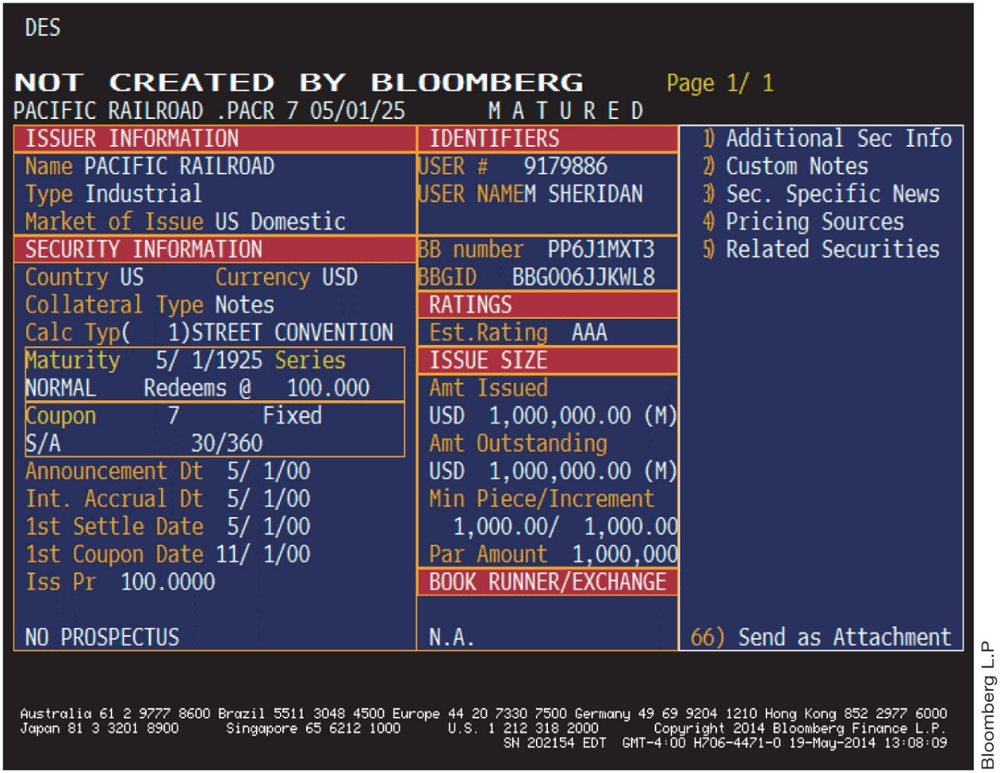 DES
NOT CREATED BY BLOOMBERG Page 1/ 1
PACIFIC RAILROAD .PACR 7 05/01/25 M A T U R E D
ISSUER INFORMATION
Name PACIFIC RAILROAD
Type Industrial
Market of Issue US Domestic
SECURITY INFORMATION
Country US Currency USD
Collateral Type Notes
Calc Typ( 1)STREET CONVENTION
Maturity 5/ 1/1925 Series
NORMAL Redeems @ 100.000
Coupon 7 Fixed
S/A 30/360
Announcement Dt 5/ 1/00
Int. Accrual Dt 5/ 1/00
1st Settle Date 5/ 1/00
1st Coupon Date 11/ 1/00
Iss Pr 100.0000
NO PROSPECTUS
IDENTIFIERS
USER # 9179886
USER NAMEM SHERIDAN
BB number PP6J1MXT3
BBGID BBG006JJKWL8
RATINGS
Est.Rating AAA
ISSUE SIZE
Amt Issued
USD 1,000,000.00 (M)
Amt Outstanding
USD 1,000,000.00 (M)
Min Piece/Increment
1,000.00/ 1,000.00
Par Amount 1,000,000
BOOK RUNNER/EXCHANGE
N.A.
1) Additional Sec Info
2) Custom Notes
3) Sec. Specific News
4) Pricing Sources
5) Related Securities
66) Send as Attachment
Australia 61 2 9777 8600 Brazil 5511 3048 4500 Europe 44 20 7330 7500 Germany 49 69 9204 1210 Hong Kong 852 2977 6000
Japan 81 3 3201 8900 Singapore 65 6212 1000 U.S. 1 212 318 2000 Copyright 2014 Bloomberg Finance L.P.
SN 202154 EDT GMT-4:00 H706-4471-0 19-May-2014 13:08:09
Bloomberg L.P